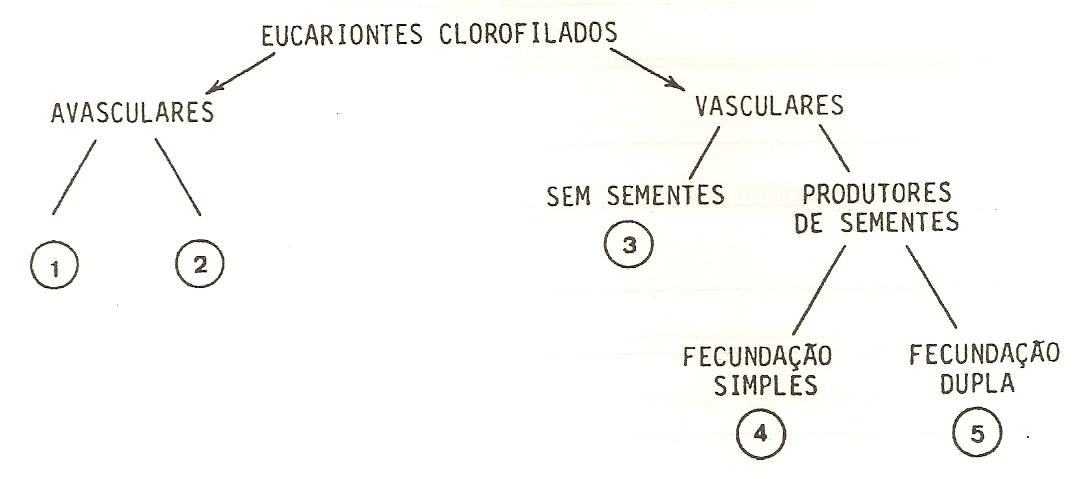 EUCARIONTES CLOROFILADOS
AVASCULARES
VASCULARES
SEM SEMENTES
PRODUTORES
DE SEMENTES
1
2
3
FECUNDAÇÃO
SIMPLES
FECUNDAÇÃO
DUPLA
4
5